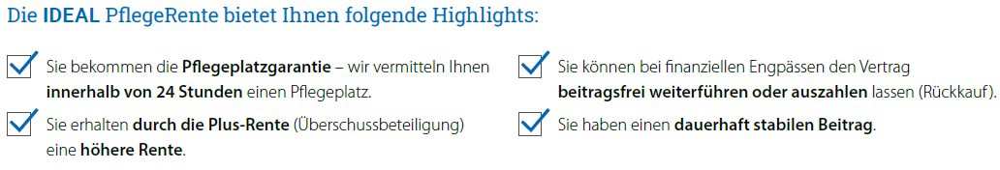 Die IDEAL PflegeRente bietet Ihnen folgende Highlights:
Sie bekommen die Pflegeplatzgarantie – wir vermitteln Ihnen
innerhalb von 24 Stunden einen Pflegeplatz.
Sie erhalten durch die Plus-Rente (Überschussbeteiligung)
eine höhere Rente.
Sie können bei finanziellen Engpässen den Vertrag
beitragsfrei weiterführen oder auszahlen lassen (Rückkauf).
Sie haben einen dauerhaft stabilen Beitrag.